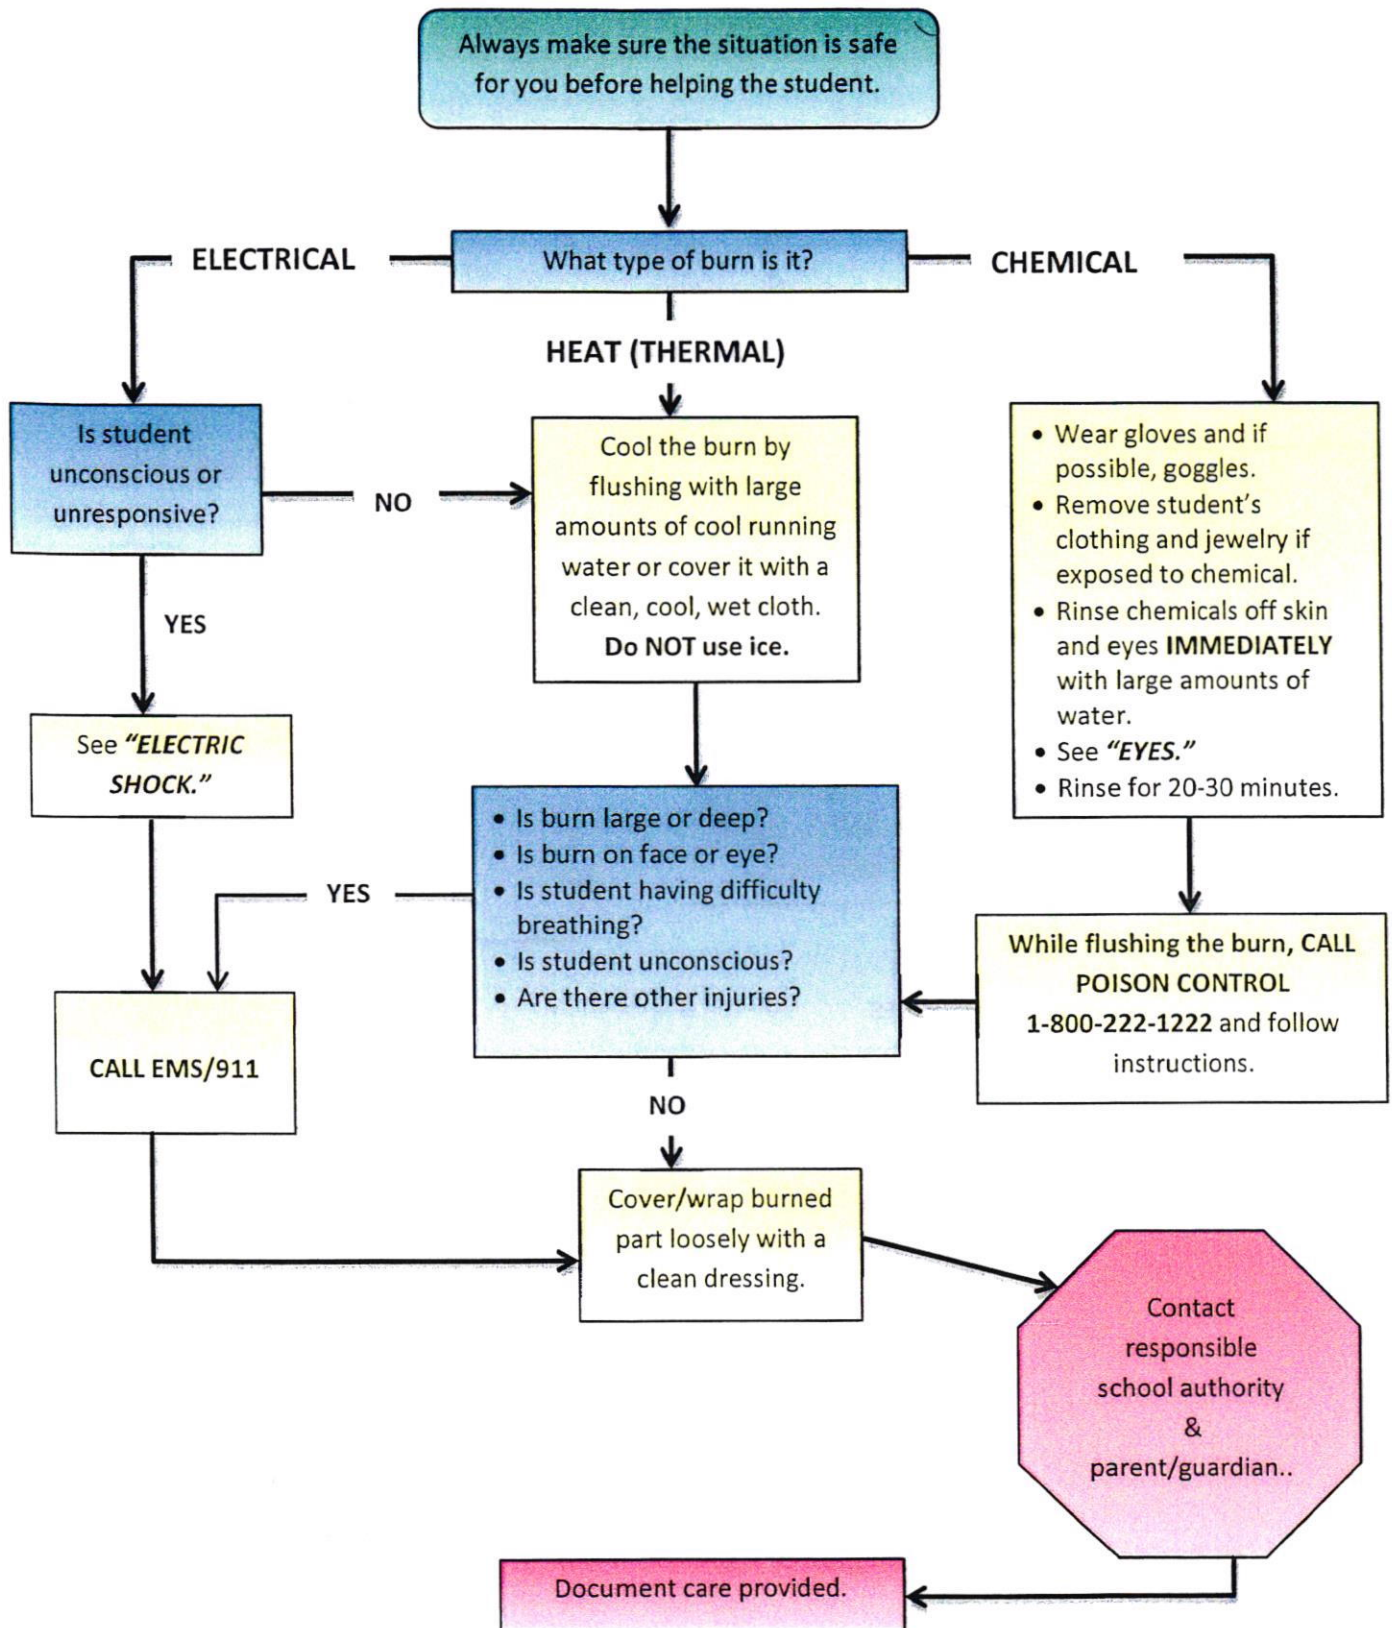 Always make sure the situation is safe
for you before helping the student.
ELECTRICAL
What type of burn is it?
CHEMICAL
HEAT (THERMAL)
Is student
unconscious or
unresponsive?
NO
Cool the burn by
flushing with large
amounts of cool running
water or cover it with a
clean, cool, wet cloth.
Do NOT use ice.
• Wear gloves and if
possible, goggles.
• Remove student's
clothing and jewelry if
exposed to chemical.
• Rinse chemicals off skin
and eyes IMMEDIATELY
with large amounts of
water.
• See "EYES."
• Rinse for 20-30 minutes.
YES
See "ELECTRIC
SHOCK."
• Is burn large or deep?
• Is burn on face or eye?
• Is student having difficulty
breathing?
• Is student unconscious?
• Are there other injuries?
YES
While flushing the burn, CALL
POISON CONTROL
1-800-222-1222 and follow
instructions.
CALL EMS/911
NO
Cover/wrap burned
part loosely with a
clean dressing.
Contact
responsible
school authority
&
parent/guardian..
Document care provided.